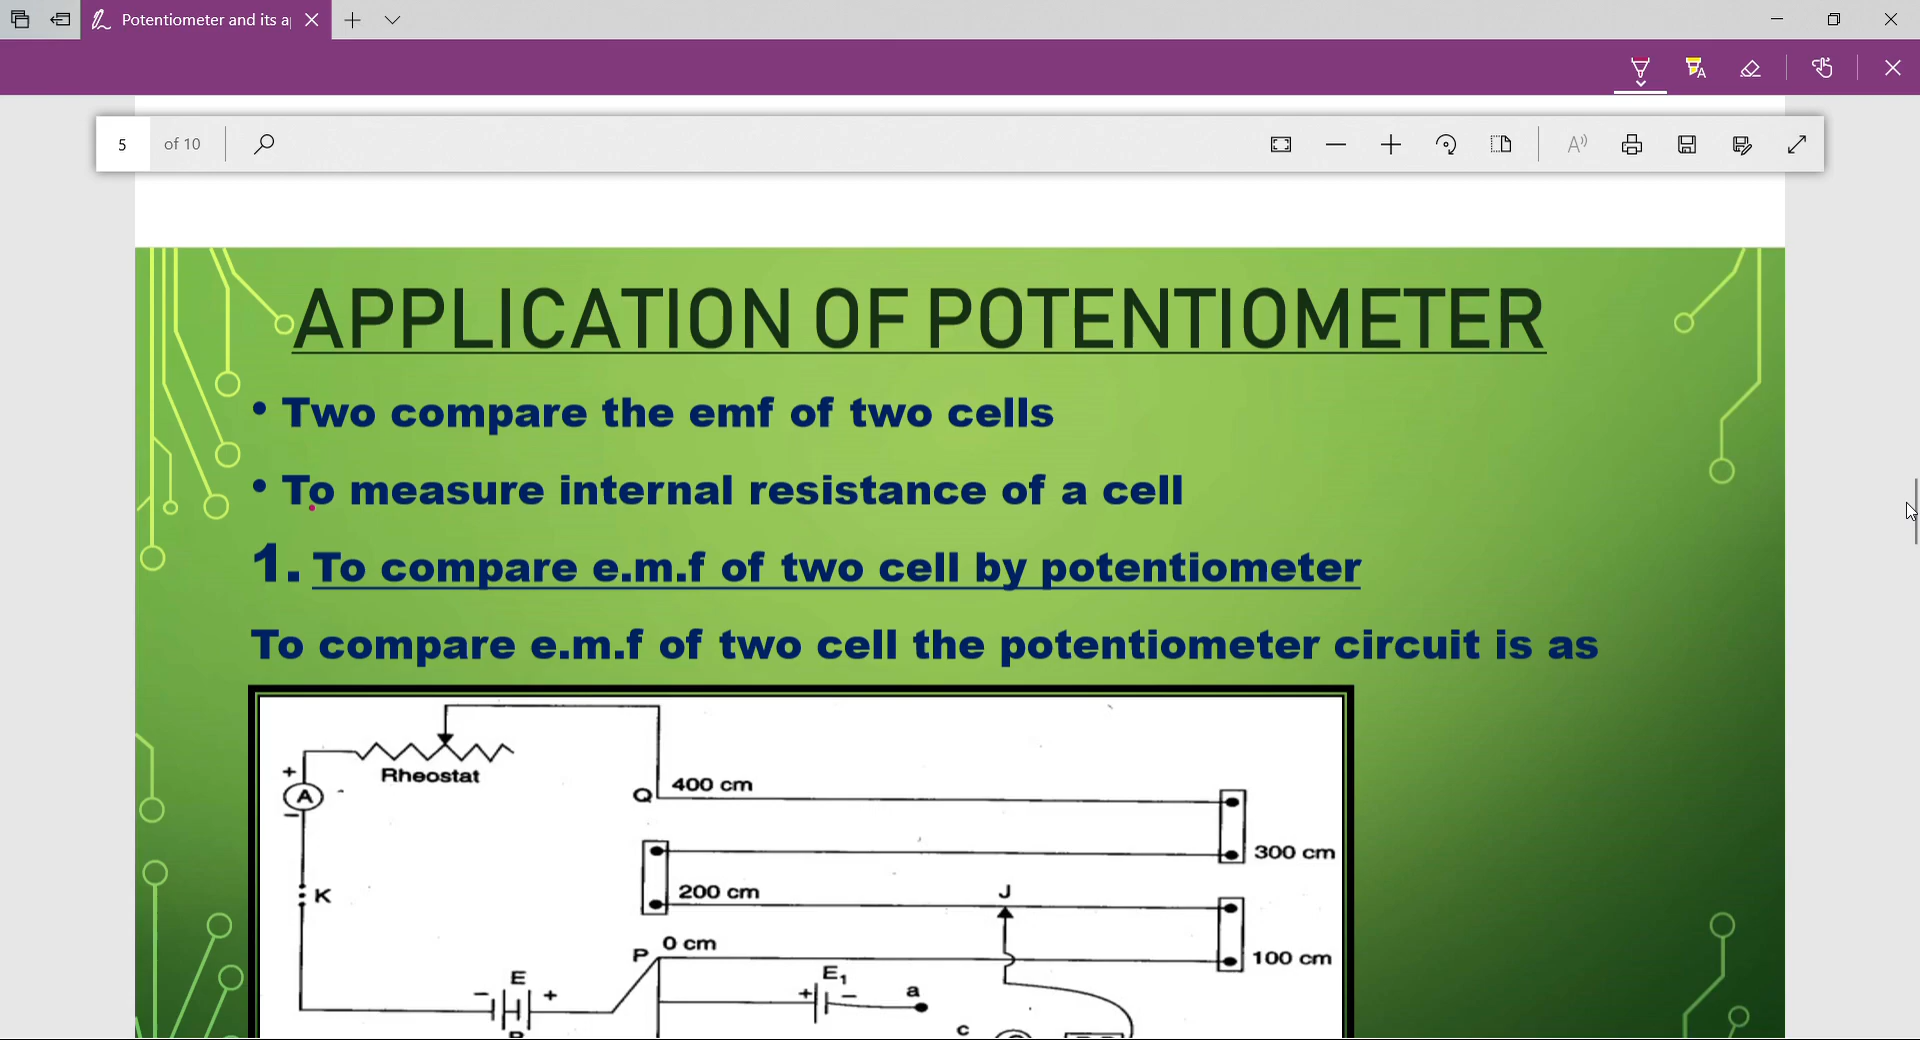 Potentiometer and its a
5 of 10
APPLICATION OF POTENTIOMETER
• Two compare the emf of two cells
• To measure internal resistance of a cell
1. To compare e.m.f of two cell by potentiometer
To compare e.m.f of two cell the potentiometer circuit is as
Rheostat
+
A
−
Q 400 cm
300 cm
K
200 cm
J
P 0 cm
100 cm
E
− +
E1
+ −
a
c